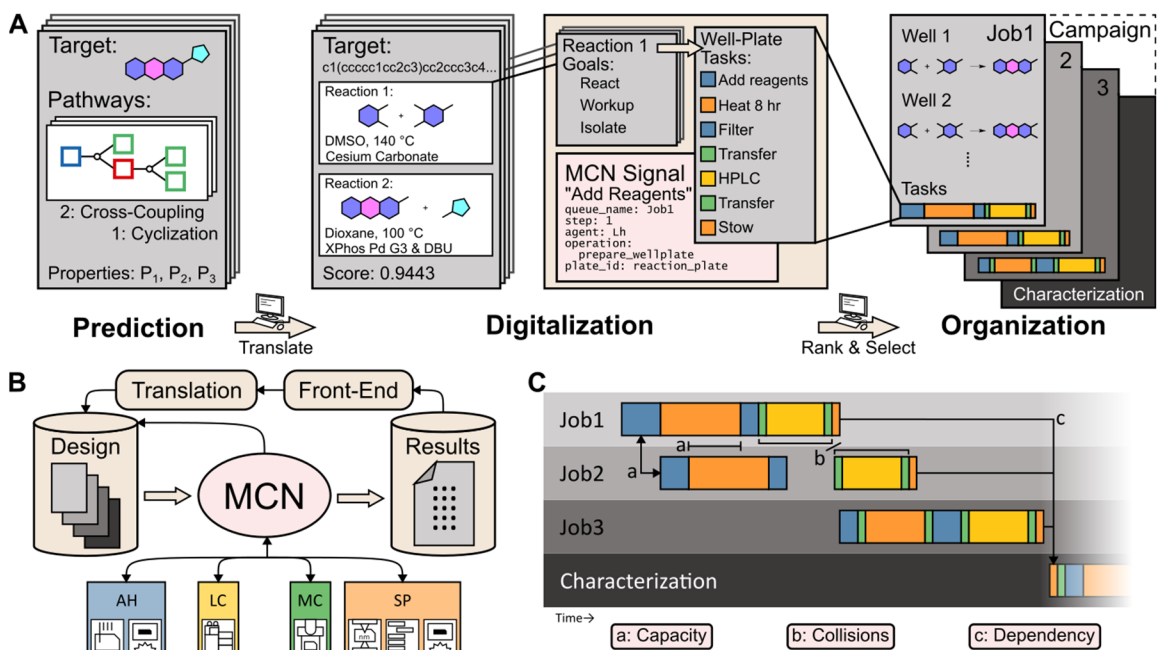 A
Target:
Pathways:
2: Cross-Coupling
1: Cyclization
Properties: P₁, P₂, P₃
Target:
c1(ccccc1cc2c3)cc2ccc3c4...
Reaction 1:
+
DMSO, 140 °C
Cesium Carbonate
Reaction 2:
+
Dioxane, 100 °C
XPhos Pd G3 & DBU
Score: 0.9443
Reaction 1
Goals:
React
Workup
Isolate
MCN Signal
"Add Reagents"
queue_name: Job1
step: 1
agent: Lh
operation:
prepare_wellplate
plate_id: reaction_plate
Well-Plate
Tasks:
Add reagents
Heat 8 hr
Filter
Transfer
HPLC
Transfer
Stow
Well 1
Job1
+
Well 2
+
Tasks
Campaign
2
3
Characterization
Prediction
Translate
Digitalization
Rank & Select
Organization
B
Translation
Front-End
Design
MCN
Results
AH
LC
MC
SP
nm
C
Job1
Job2
Job3
Characterization
a
a
b
c
Time→
a: Capacity
b: Collisions
c: Dependency